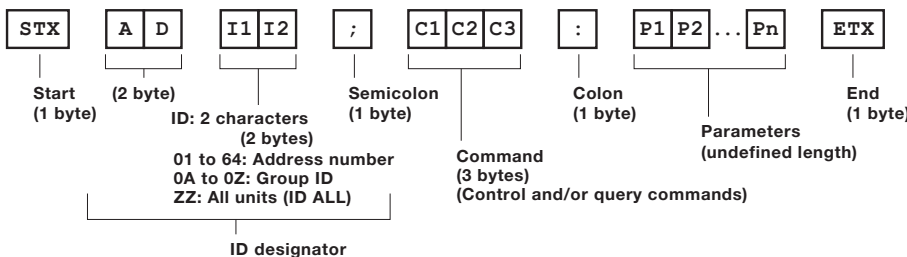 STX A D I1 I2 ; C1 C2 C3 : P1 P2 ... Pn ETX
Start
(1 byte)
(2 byte)
ID: 2 characters
(2 bytes)
01 to 64: Address number
0A to 0Z: Group ID
ZZ: All units (ID ALL)
ID designator
Semicolon
(1 byte)
Command
(3 bytes)
(Control and/or query commands)
Colon
(1 byte)
Parameters
(undefined length)
End
(1 byte)